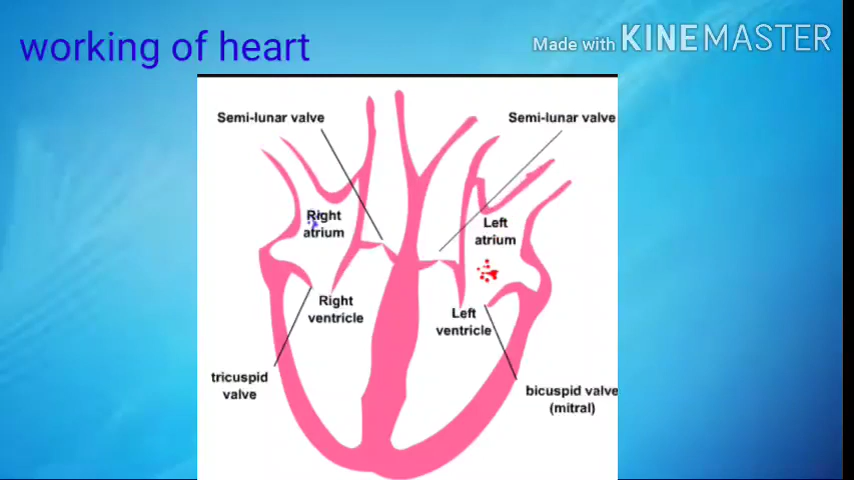 working of heart
Made with KINEMASTER
Semi-lunar valve
Semi-lunar valve
Right
atrium
Left
atrium
Right
ventricle
Left
ventricle
tricuspid
valve
bicuspid valve
(mitral)